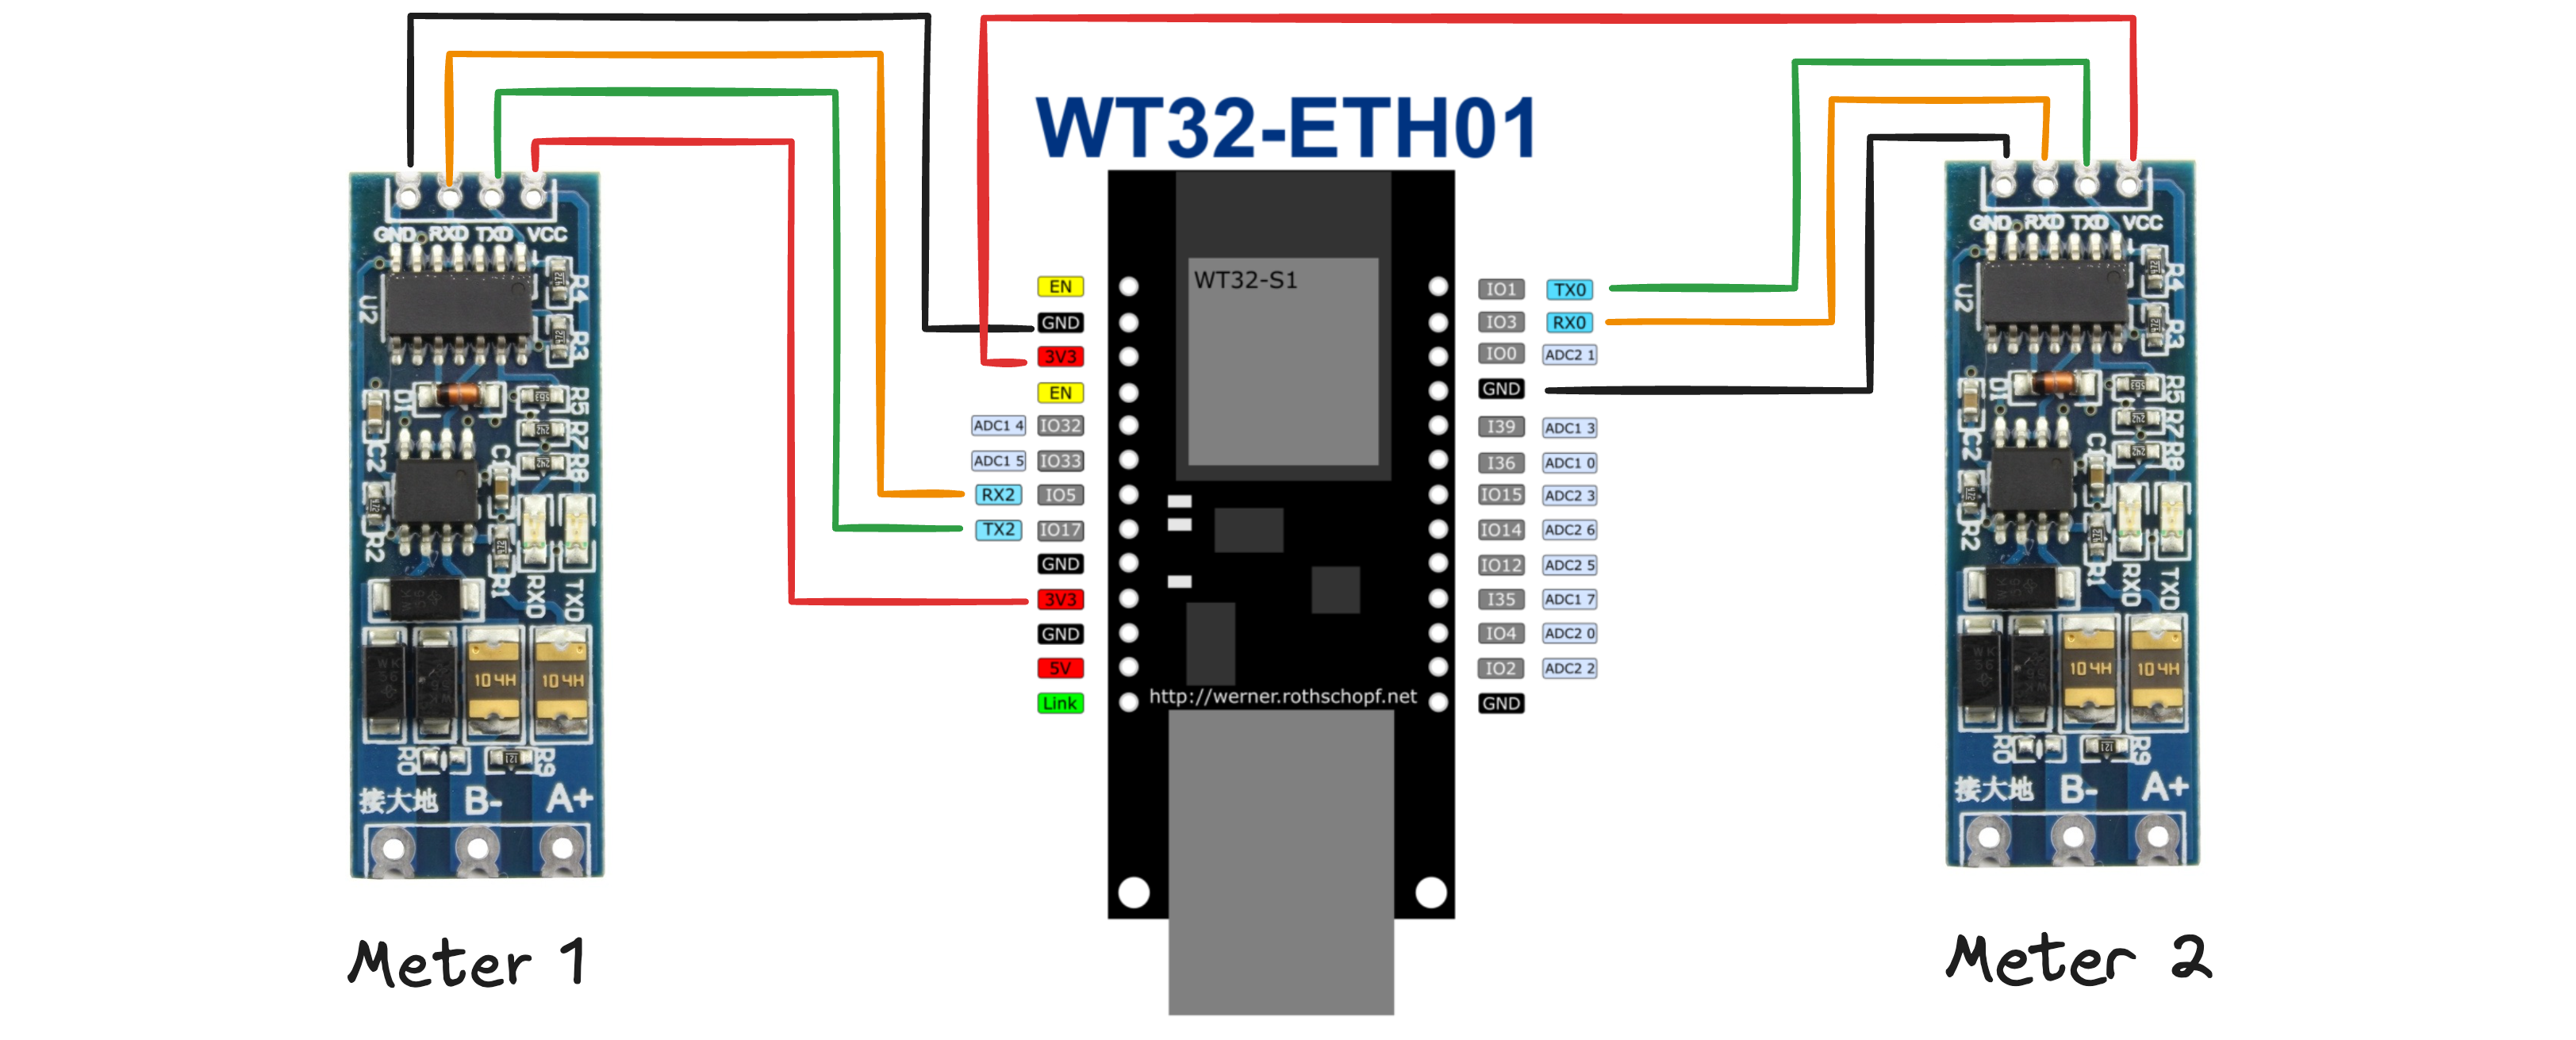 WT32-ETH01
GND RXD TXD VCC
U2
R4
R3
D1
R5
R7
R8
C2
C1
R2
R1
RXD
TXD
104H
104H
R0
R9
接大地 B- A+
Meter 1
WT32-S1
EN
GND
3V3
EN
ADC1 4 IO32
ADC1 5 IO33
RX2 IO5
TX2 IO17
GND
3V3
GND
5V
Link
IO1 TX0
IO3 RX0
IO0 ADC2 1
GND
I39 ADC1 3
I36 ADC1 0
IO15 ADC2 3
IO14 ADC2 6
IO12 ADC2 5
I35 ADC1 7
IO4 ADC2 0
IO2 ADC2 2
GND
http://werner.rothschopf.net
GND RXD TXD VCC
U2
R4
R3
D1
R5
R7
R8
C2
R2
R1
RXD
TXD
104H
104H
R0
R9
接大地 B- A+
Meter 2